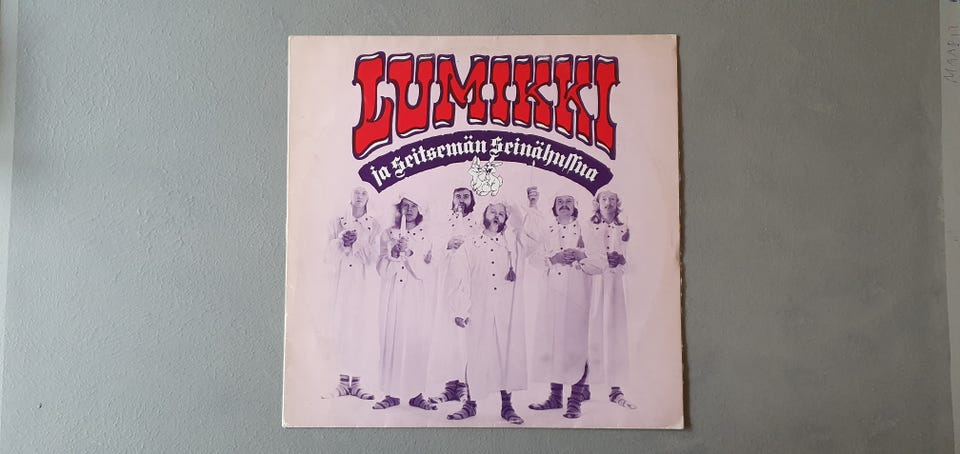 LUMIKKI
ja Seitsemän Seinähullua